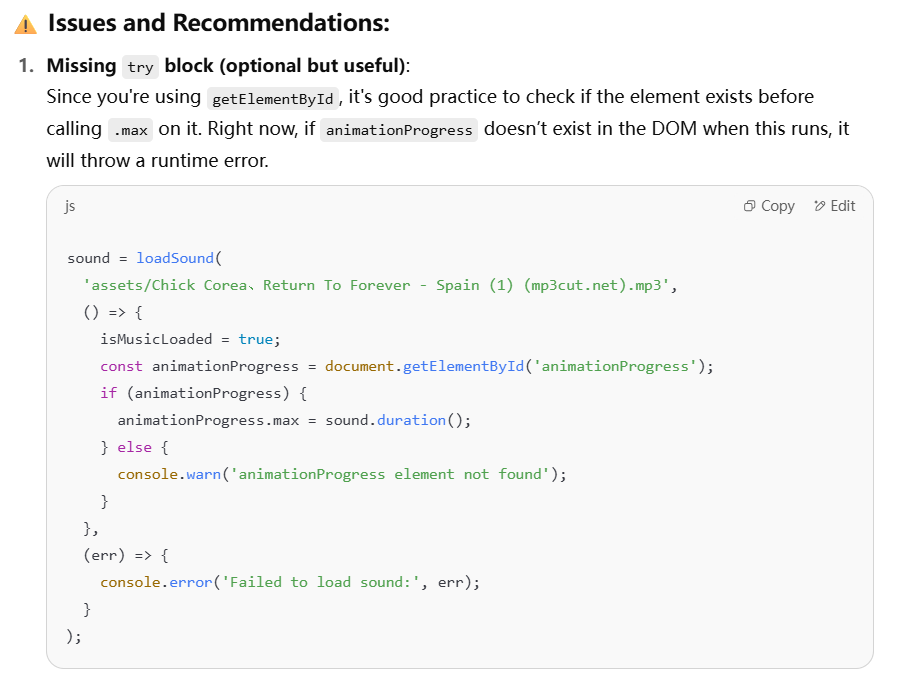 ⚠️ Issues and Recommendations:
1. Missing try block (optional but useful):
Since you're using getElementById, it's good practice to check if the element exists before
calling .max on it. Right now, if animationProgress doesn’t exist in the DOM when this runs, it
will throw a runtime error.
js Copy Edit
sound = loadSound(
  'assets/Chick Corea、Return To Forever - Spain (1) (mp3cut.net).mp3',
  () => {
    isMusicLoaded = true;
    const animationProgress = document.getElementById('animationProgress');
    if (animationProgress) {
      animationProgress.max = sound.duration();
    } else {
      console.warn('animationProgress element not found');
    }
  },
  (err) => {
    console.error('Failed to load sound:', err);
  }
);